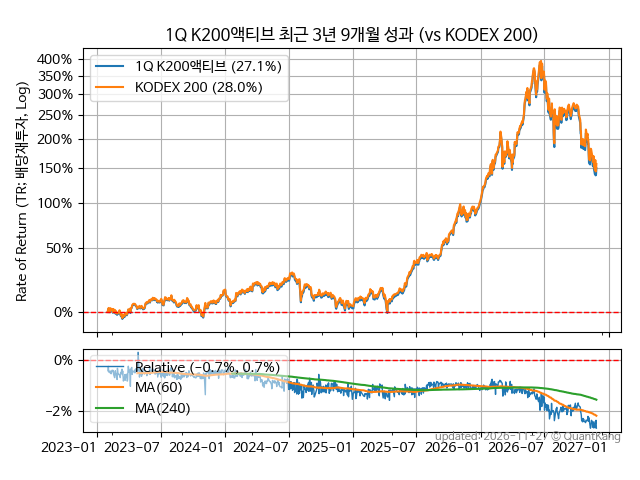 1Q K200액티브 최근 3년 9개월 성과 (vs KODEX 200)
Rate of Return (TR; 배당재투자, Log)
400%
350%
300%
250%
200%
150%
100%
50%
0%
1Q K200액티브 (27.1%)
KODEX 200 (28.0%)
0%
−2%
Relative (−0.7%, 0.7%)
MA(60)
MA(240)
2023−01 2023−07 2024−01 2024−07 2025−01 2025−07 2026−01 2026−07 2027−01
updated: 2026−11−27 © QuantKang